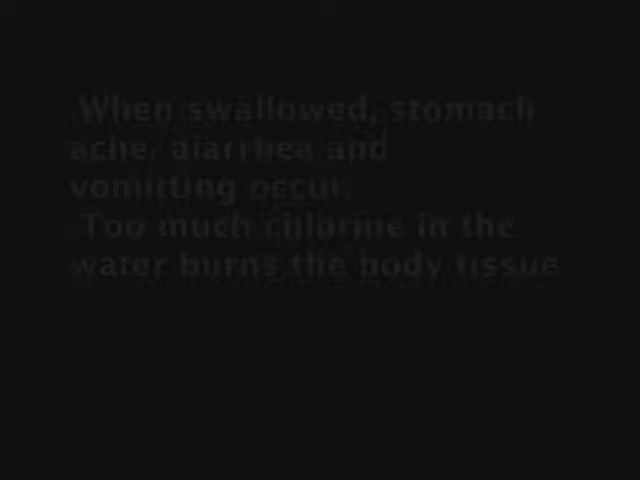 When swallowed, stomach
ache, diarrhea and
vomitting occur.
Too much chlorine in the
water burns the body tissue